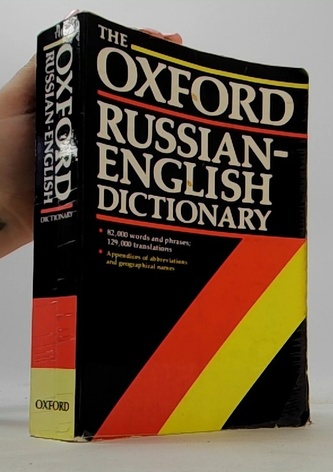 THE
OXFORD
RUSSIAN-
ENGLISH
DICTIONARY
• 82,000 words and phrases;
129,000 translations
• Appendices of abbreviations
and geographical names
THE
OXFORD
RUSSIAN-ENGLISH
DICTIONARY
OXFORD